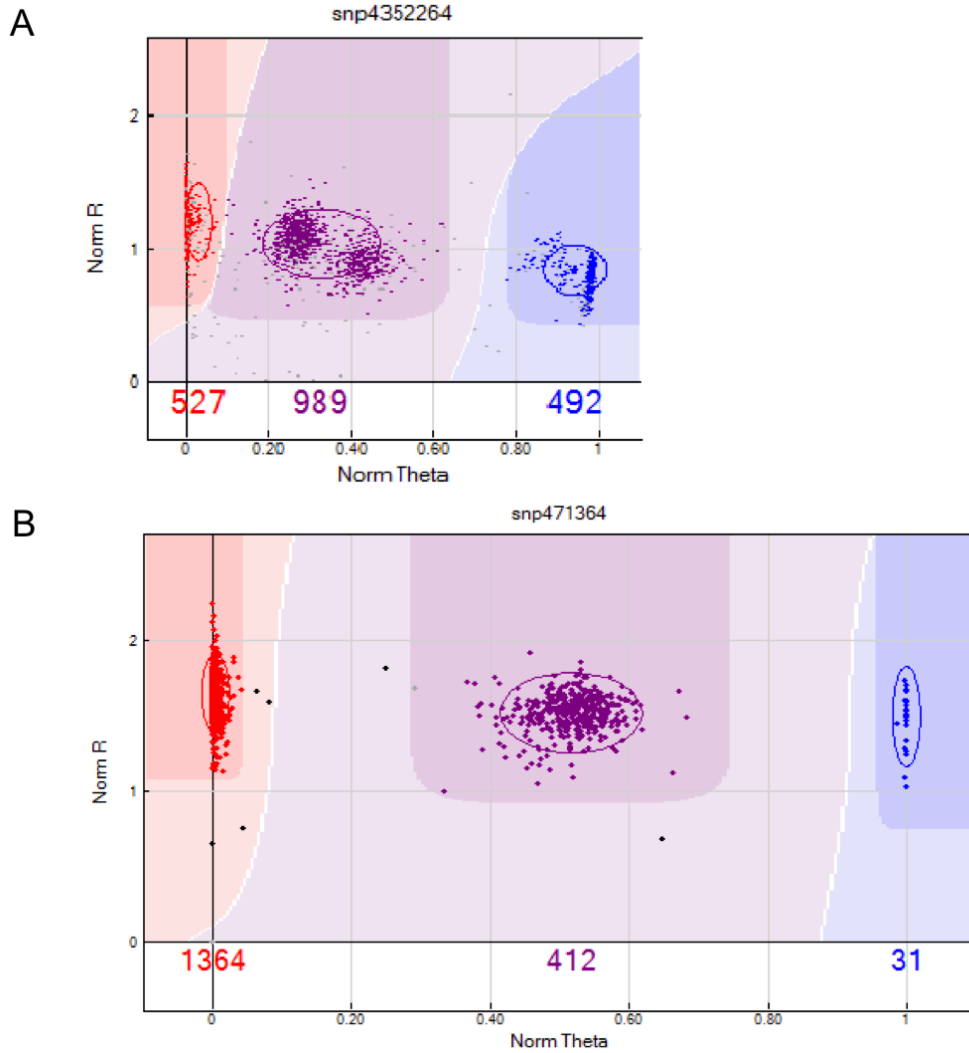 A
snp4352264
Norm R
2
1
0
527 989 492
0 0.20 0.40 0.60 0.80 1
Norm Theta
B
snp471364
Norm R
2
1
0
1364 412 31
0 0.20 0.40 0.60 0.80 1
Norm Theta